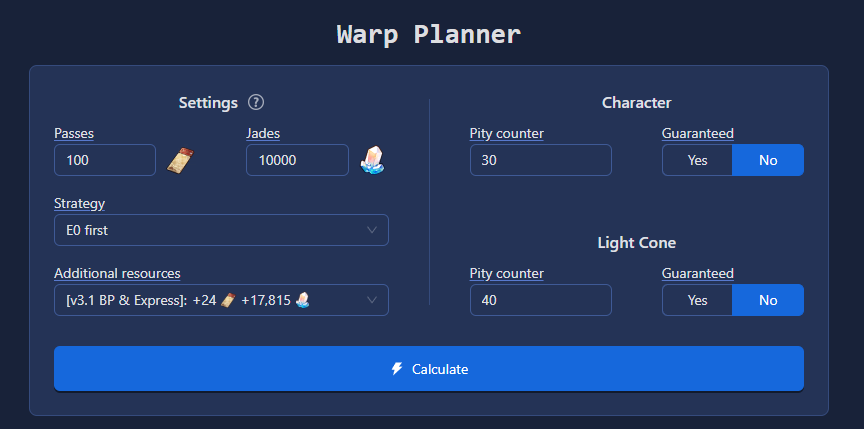 Warp Planner
Settings ?
Passes
Jades
100
10000
Strategy
E0 first
Additional resources
[v3.1 BP & Express]: +24 +17,815
Character
Pity counter
Guaranteed
30
Yes
No
Light Cone
Pity counter
Guaranteed
40
Yes
No
Calculate